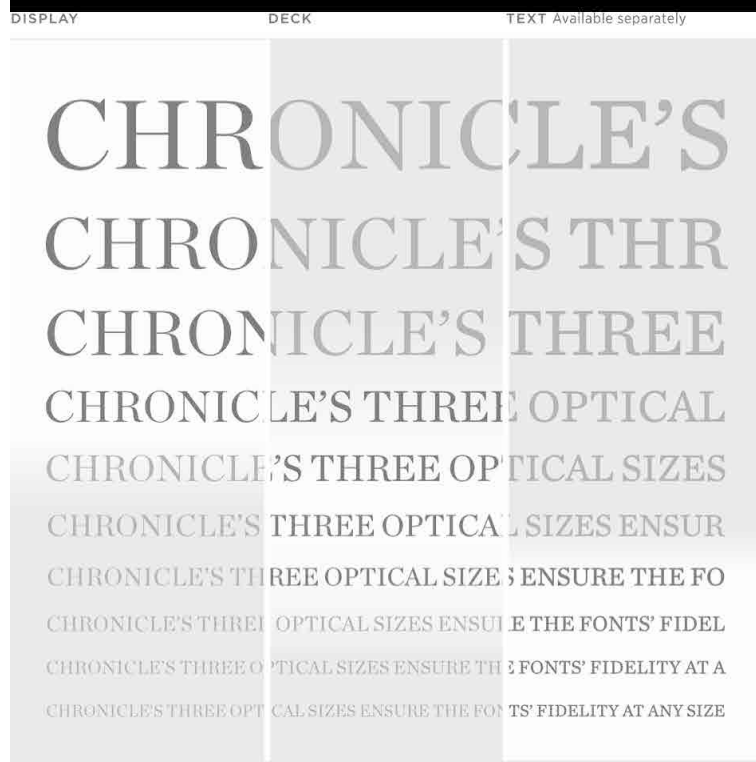 DISPLAY DECK TEXT Available separately
CHRONICLE’S
CHRONICLE’S THR
CHRONICLE’S THREE
CHRONICLE’S THREE OPTICAL
CHRONICLE’S THREE OPTICAL SIZES
CHRONICLE’S THREE OPTICAL SIZES ENSUR
CHRONICLE’S THREE OPTICAL SIZES ENSURE THE FO
CHRONICLE’S THREE OPTICAL SIZES ENSURE THE FONTS’ FIDEL
CHRONICLE’S THREE OPTICAL SIZES ENSURE THE FONTS’ FIDELITY AT A
CHRONICLE’S THREE OPTICAL SIZES ENSURE THE FONTS’ FIDELITY AT ANY SIZE